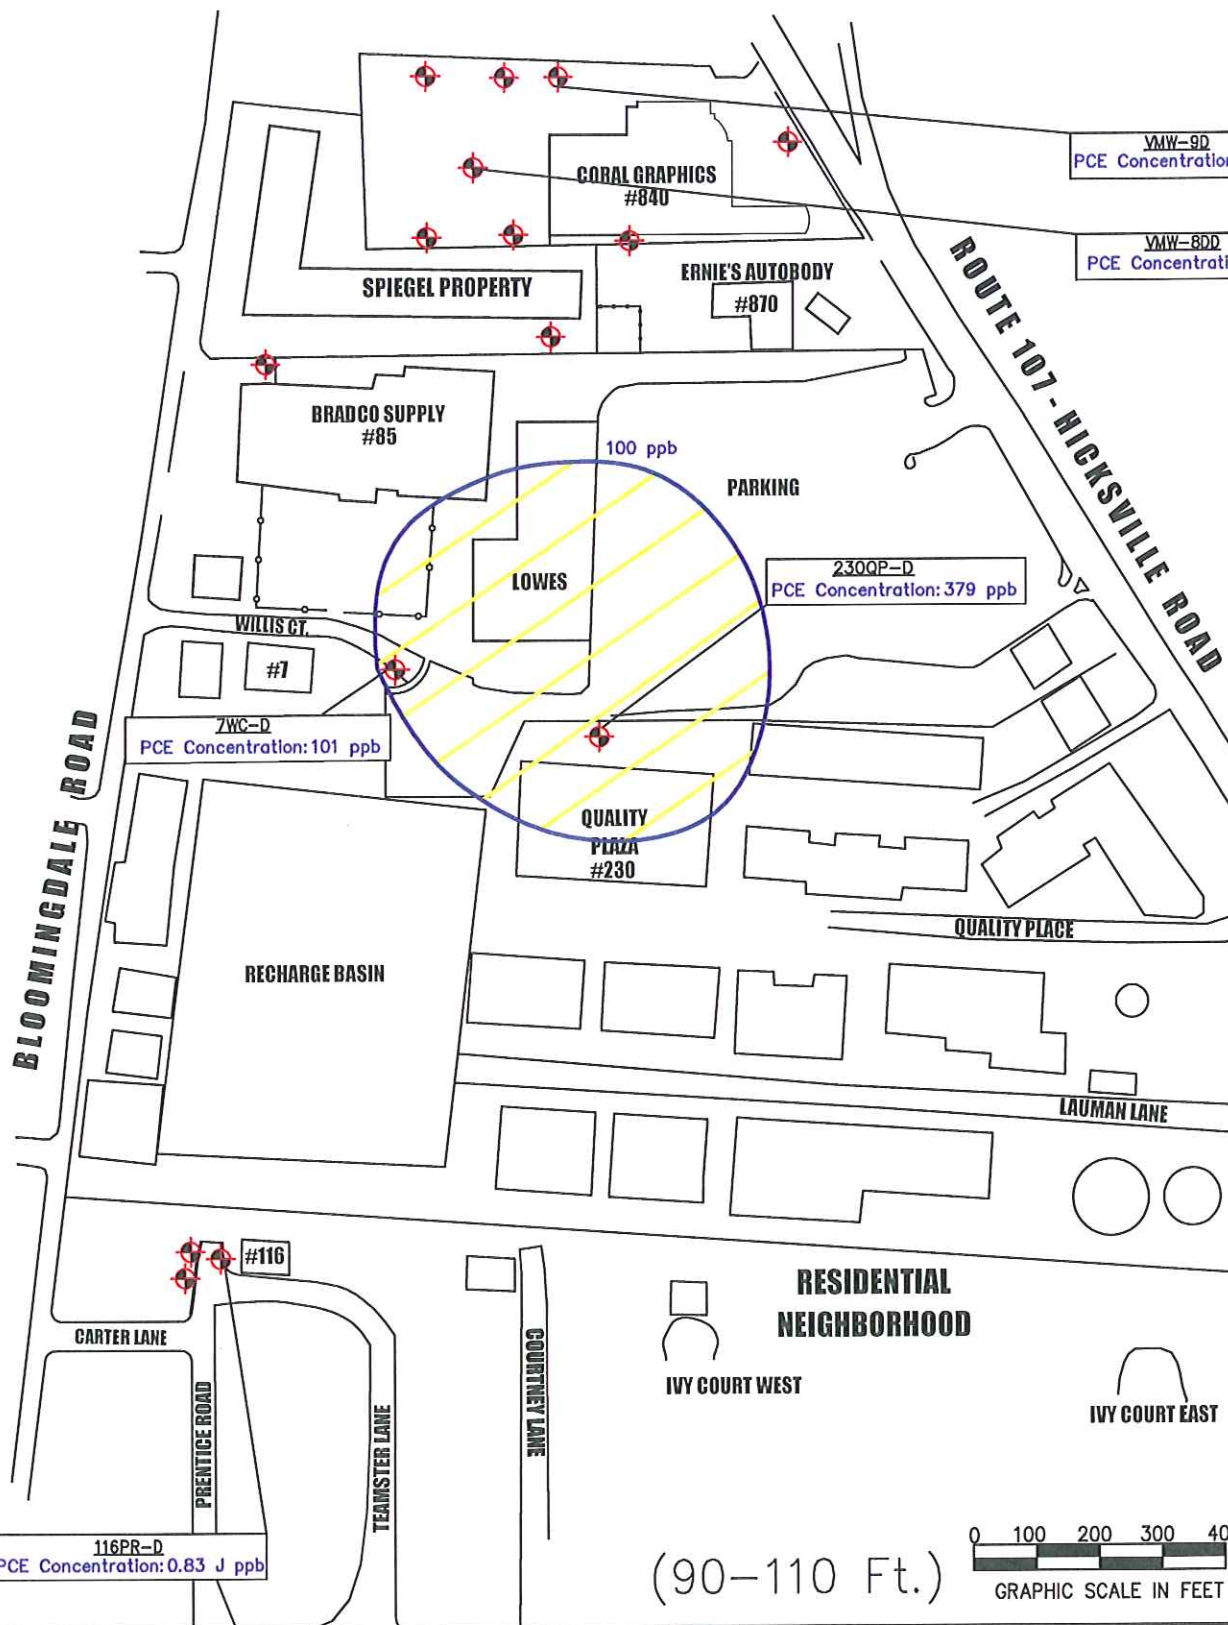 VMW-9D
PCE Concentration
CORAL GRAPHICS
#840
VMW-8DD
PCE Concentrati
SPIEGEL PROPERTY
ERNIE'S AUTOBODY
#870
ROUTE 107 - HICKSVILLE ROAD
BRADCO SUPPLY
#85
100 ppb
PARKING
LOWES
230QP-D
PCE Concentration: 379 ppb
WILLIS CT.
#7
7WC-D
PCE Concentration: 101 ppb
BLOOMINGDALE ROAD
QUALITY
PLAZA
#230
QUALITY PLACE
RECHARGE BASIN
LAUMAN LANE
#116
RESIDENTIAL
NEIGHBORHOOD
CARTER LANE
PRENTICE ROAD
TEAMSTER LANE
COURTNEY LANE
IVY COURT WEST
IVY COURT EAST
116PR-D
PCE Concentration: 0.83 J ppb
(90-110 Ft.)
0 100 200 300 40
GRAPHIC SCALE IN FEET